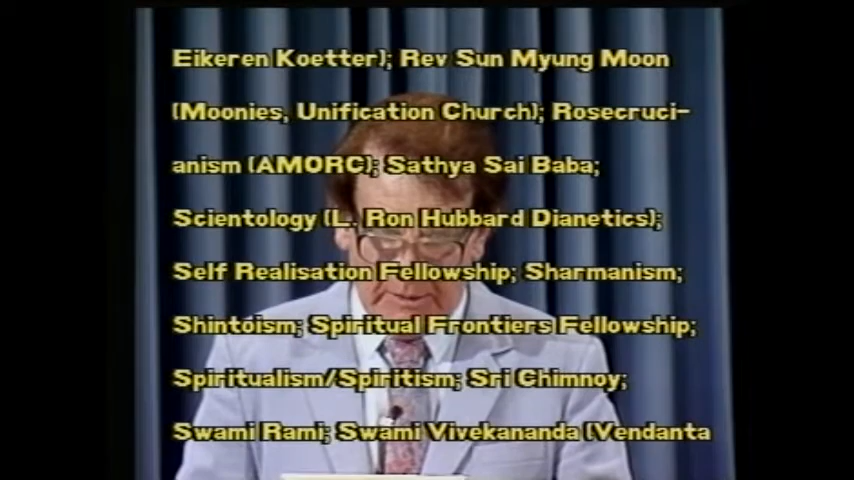 Eikeren Koetter); Rev Sun Myung Moon
(Moonies, Unification Church); Rosecruci-
anism (AMORC); Sathya Sai Baba;
Scientology (L. Ron Hubbard Dianetics);
Self Realisation Fellowship; Sharmanism;
Shintoism; Spiritual Frontiers Fellowship;
Spiritualism/Spiritism; Sri Chimnoy;
Swami Rami; Swami Vivekananda (Vendanta